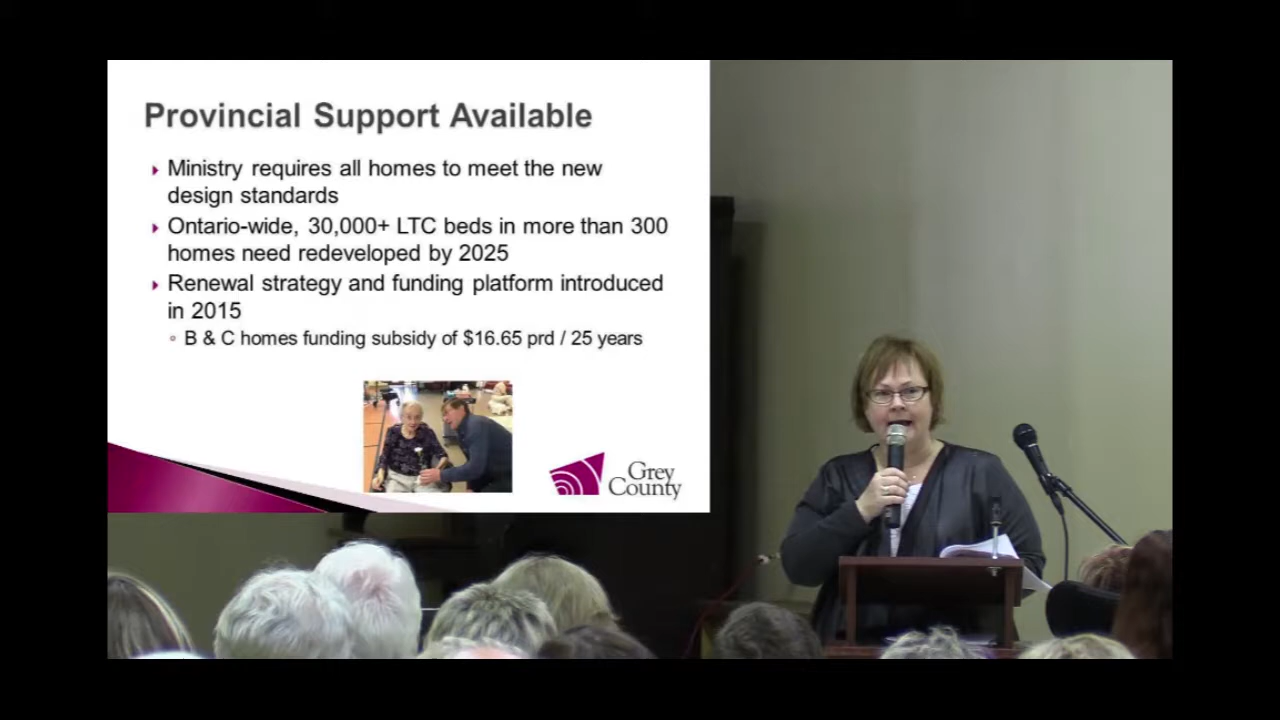 Provincial Support Available
Ministry requires all homes to meet the new
design standards
Ontario-wide, 30,000+ LTC beds in more than 300
homes need redeveloped by 2025
Renewal strategy and funding platform introduced
in 2015
B & C homes funding subsidy of $16.65 prd / 25 years
Grey
County